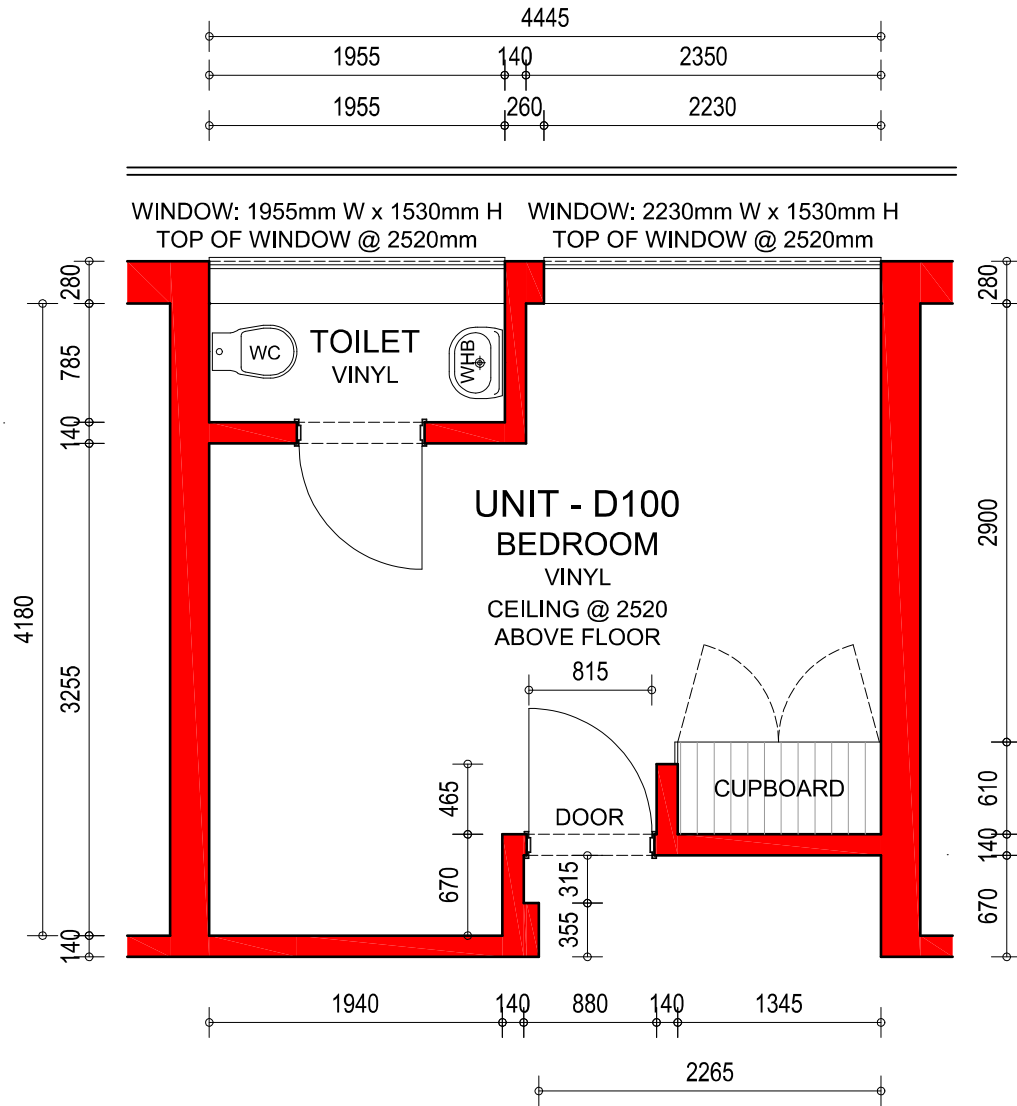 4445
1955 140 2350
1955 260 2230
WINDOW: 1955mm W x 1530mm H
TOP OF WINDOW @ 2520mm
WINDOW: 2230mm W x 1530mm H
TOP OF WINDOW @ 2520mm
280
785
140
4180
3255
140
WC
TOILET
VINYL
WHB
UNIT - D100
BEDROOM
VINYL
CEILING @ 2520
ABOVE FLOOR
815
465
670
DOOR
315
355
CUPBOARD
280
2900
610
140
670
1940 140 880 140 1345
2265